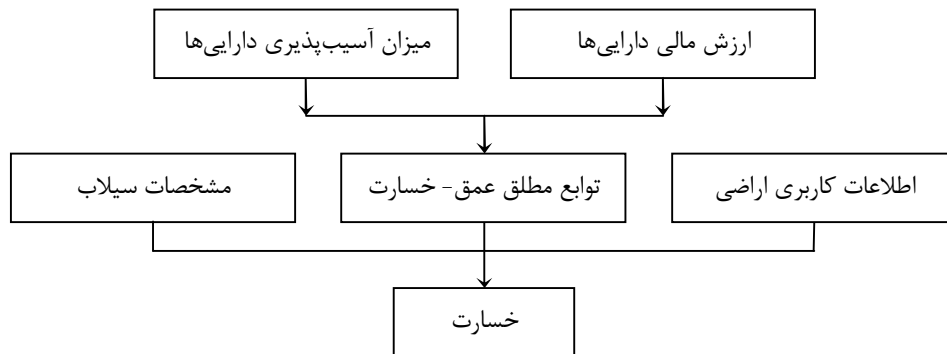 ارزش مالی دارایی‌ها
میزان آسیب‌پذیری دارایی‌ها
اطلاعات کاربری اراضی
توابع مطلق عمق- خسارت
مشخصات سیلاب
خسارت